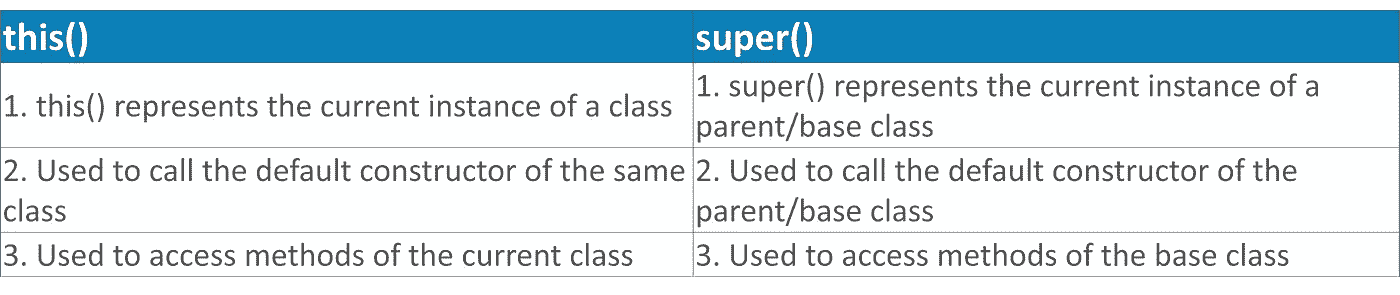 this()
super()
1. this() represents the current instance of a class
1. super() represents the current instance of a
parent/base class
2. Used to call the default constructor of the same
class
2. Used to call the default constructor of the
parent/base class
3. Used to access methods of the current class
3. Used to access methods of the base class